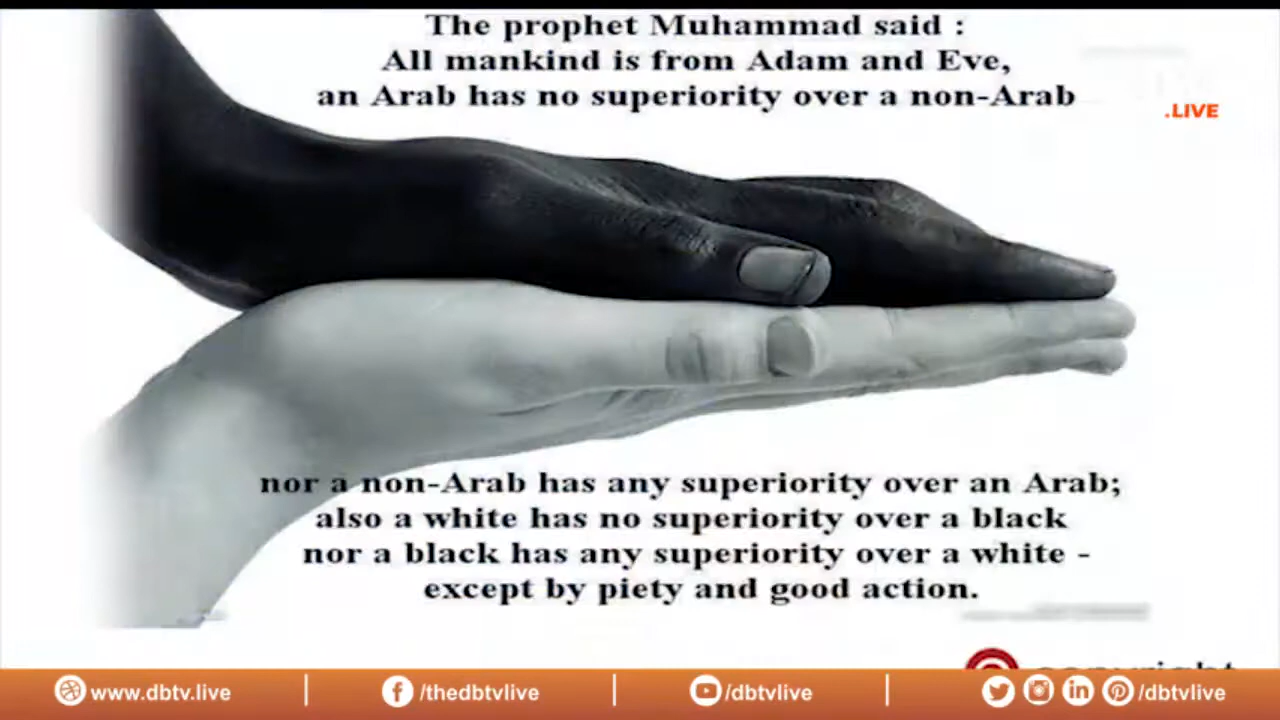 The prophet Muhammad said :
All mankind is from Adam and Eve,
an Arab has no superiority over a non-Arab
.LIVE
nor a non-Arab has any superiority over an Arab;
also a white has no superiority over a black
nor a black has any superiority over a white -
except by piety and good action.
www.dbtv.live | /thedbtvlive | /dbtvlive | /dbtvlive